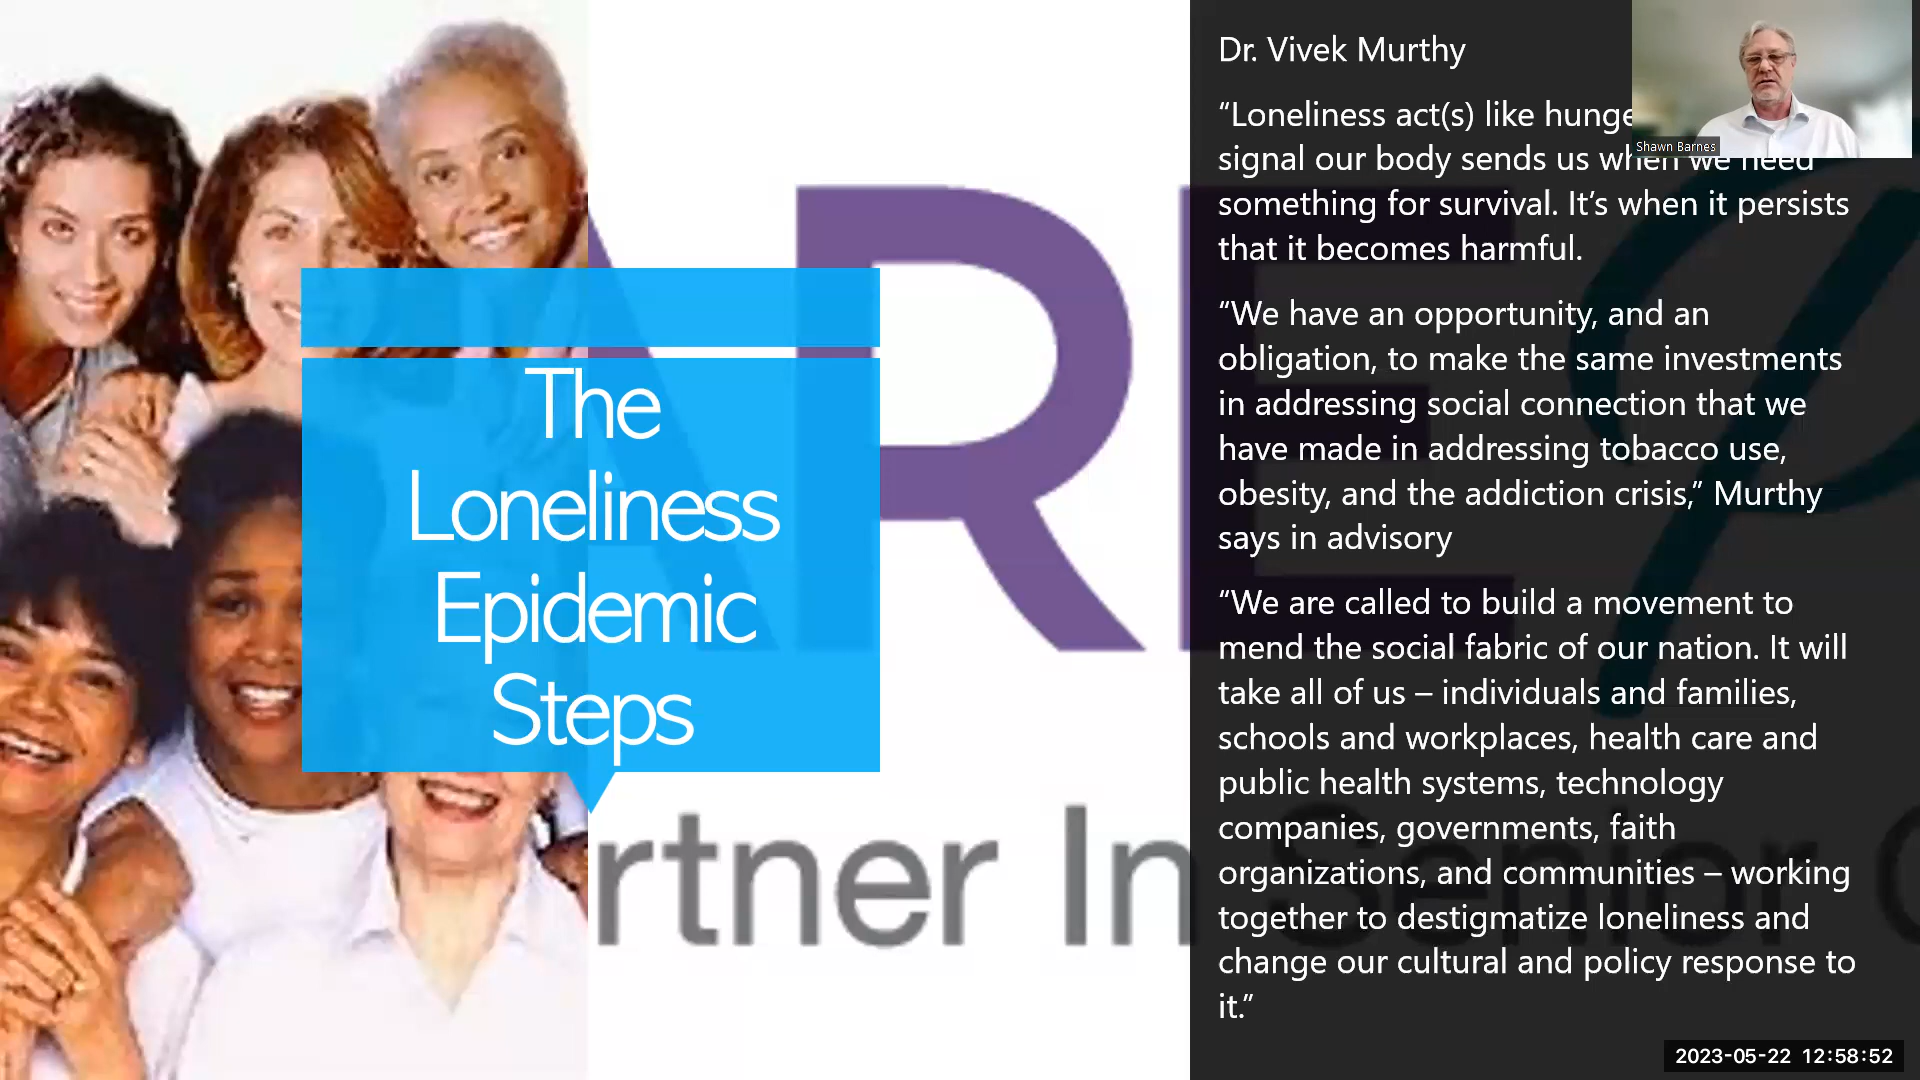 The
Loneliness
Epidemic
Steps
ARE
rtner In Senior
Dr. Vivek Murthy
“Loneliness act(s) like
signal our body sends us when we need
something for survival. It’s when it persists
that it becomes harmful.
“We have an opportunity, and an
obligation, to make the same investments
in addressing social connection that we
have made in addressing tobacco use,
obesity, and the addiction crisis,” Murthy
says in advisory
“We are called to build a movement to
mend the social fabric of our nation. It will
take all of us – individuals and families,
schools and workplaces, health care and
public health systems, technology
companies, governments, faith
organizations, and communities – working
together to destigmatize loneliness and
change our cultural and policy response to
it.”
Shawn Barnes
2023-05-22 12:58:52